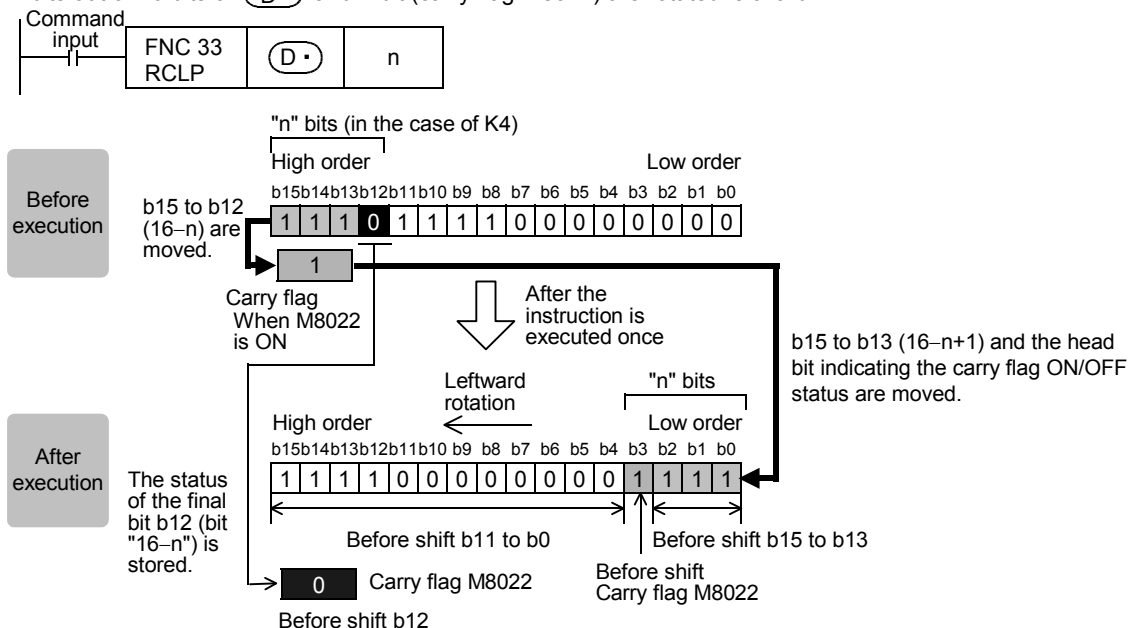 Command
input
FNC 33
RCLP
D·
n
"n" bits (in the case of K4)
High order Low order
b15b14b13b12b11b10 b9 b8 b7 b6 b5 b4 b3 b2 b1 b0
Before
execution
b15 to b12
(16−n) are
moved.
1 1 1 0 1 1 1 1 0 0 0 0 0 0 0 0
1
Carry flag
When M8022
is ON
After the
instruction is
executed once
b15 to b13 (16−n+1) and the head
bit indicating the carry flag ON/OFF
status are moved.
Leftward
rotation
"n" bits
High order Low order
b15b14b13b12b11b10 b9 b8 b7 b6 b5 b4 b3 b2 b1 b0
After
execution
1 1 1 1 0 0 0 0 0 0 0 0 1 1 1 1
The status
of the final
bit b12 (bit
"16−n") is
stored.
Before shift b11 to b0
Before shift b15 to b13
Before shift
Carry flag M8022
0
Carry flag M8022
Before shift b12